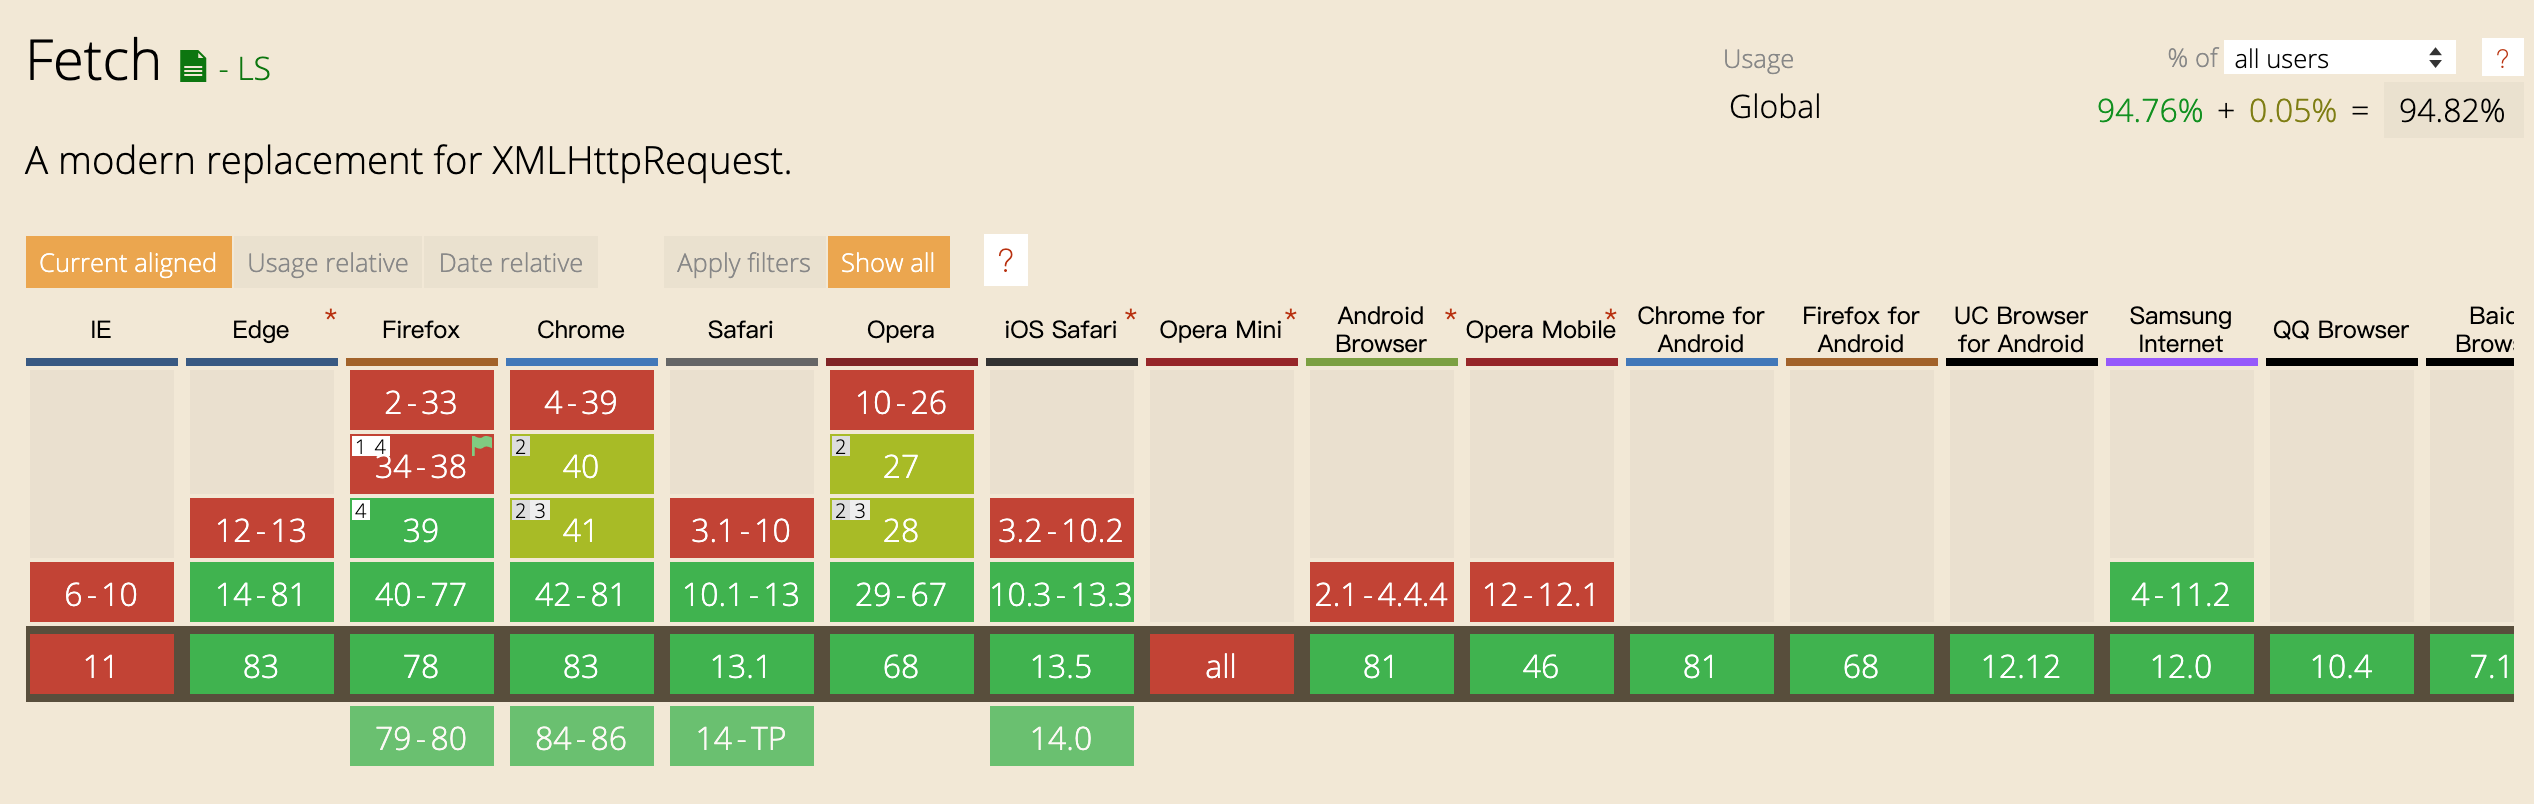 Fetch - LS
Usage % of all users ?
Global 94.76% + 0.05% = 94.82%
A modern replacement for XMLHttpRequest.
Current aligned Usage relative Date relative Apply filters Show all ?
IE Edge * Firefox Chrome Safari Opera iOS Safari * Opera Mini * Android Browser * Opera Mobile * Chrome for Android Firefox for Android UC Browser for Android Samsung Internet QQ Browser Baid Brows
2-33 4-39 10-26
1 4 34-38 2 40 2 27
12-13 4 39 2 3 41 3.1-10 2 3 28 3.2-10.2
6-10 14-81 40-77 42-81 10.1-13 29-67 10.3-13.3 2.1-4.4.4 12-12.1 4-11.2
11 83 78 83 13.1 68 13.5 all 81 46 81 68 12.12 12.0 10.4 7.1
79-80 84-86 14-TP 14.0